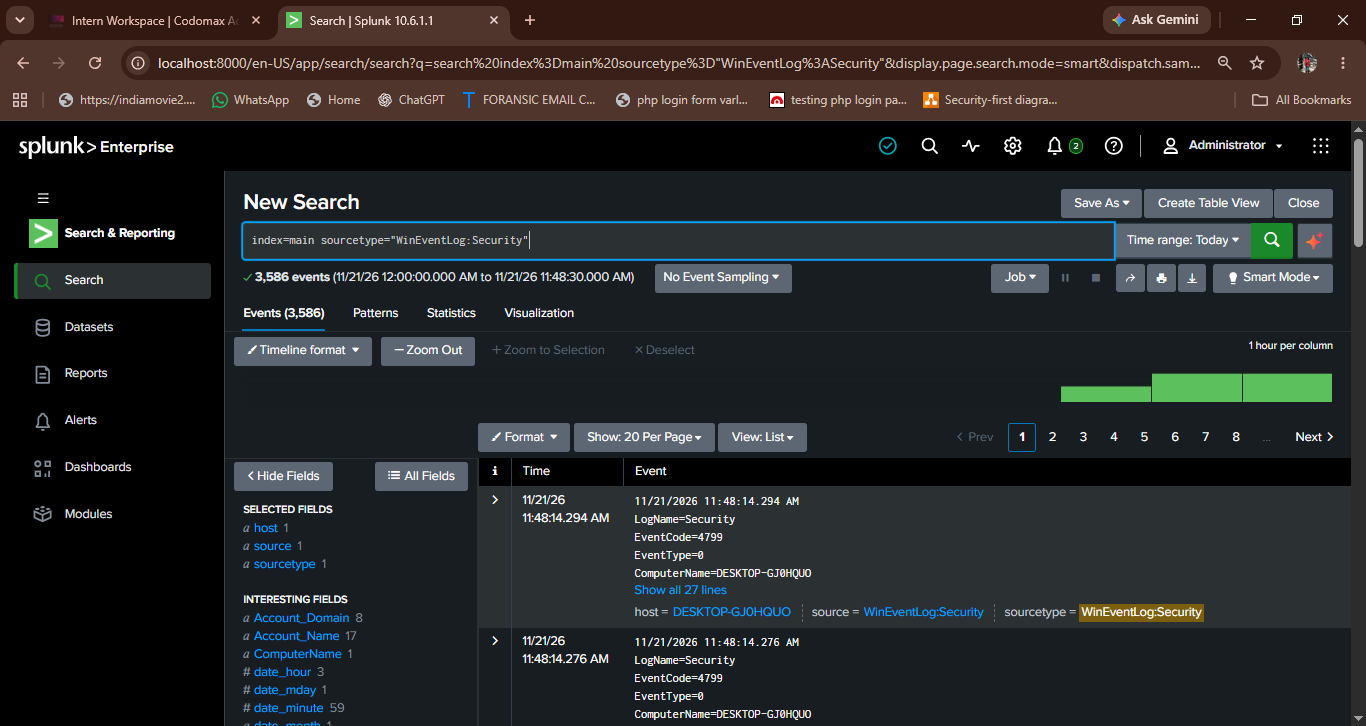 Intern Workspace | Codomax Ac
Search | Splunk 10.6.1.1
Ask Gemini
localhost:8000/en-US/app/search/search?q=search%20index%3Dmain%20sourcetype%3D"WinEventLog%3ASecurity"&display.page.search.mode=smart&dispatch.sam...
https://indiamovie2....
WhatsApp
Home
ChatGPT
FORANSIC EMAIL C...
php login form varl...
testing php login pa...
Security-first diagra...
All Bookmarks
splunk>Enterprise
2
Administrator
Search & Reporting
Search
Datasets
Reports
Alerts
Dashboards
Modules
New Search
Save As
Create Table View
Close
index=main sourcetype="WinEventLog:Security"
Time range: Today
3,586 events (11/21/26 12:00:00.000 AM to 11/21/26 11:48:30.000 AM)
No Event Sampling
Job
Smart Mode
Events (3,586)
Patterns
Statistics
Visualization
Timeline format
— Zoom Out
+ Zoom to Selection
× Deselect
1 hour per column
Format
Show: 20 Per Page
View: List
< Prev
1
2
3
4
5
6
7
8
...
Next >
< Hide Fields
All Fields
SELECTED FIELDS
a host 1
a source 1
a sourcetype 1
INTERESTING FIELDS
a Account_Domain 8
a Account_Name 17
a ComputerName 1
# date_hour 3
# date_mday 1
# date_minute 59
a date_month 1
i
Time
Event
11/21/26
11:48:14.294 AM
11/21/2026 11:48:14.294 AM
LogName=Security
EventCode=4799
EventType=0
ComputerName=DESKTOP-GJ0HQUO
Show all 27 lines
host = DESKTOP-GJ0HQUO
source = WinEventLog:Security
sourcetype = WinEventLog:Security
11/21/26
11:48:14.276 AM
11/21/2026 11:48:14.276 AM
LogName=Security
EventCode=4799
EventType=0
ComputerName=DESKTOP-GJ0HQUO